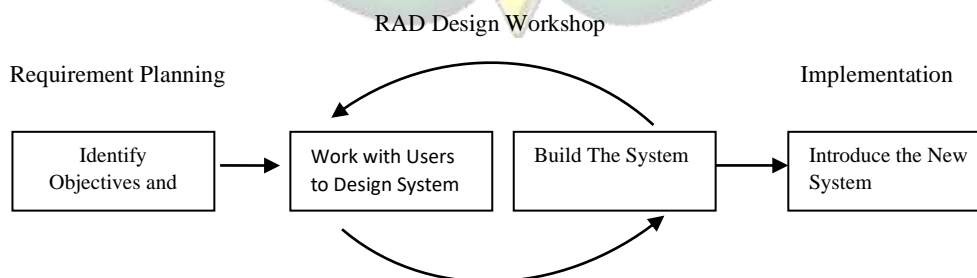 RAD Design Workshop
Requirement Planning
Implementation
Identify
Objectives and
Work with Users
to Design System
Build The System
Introduce the New
System